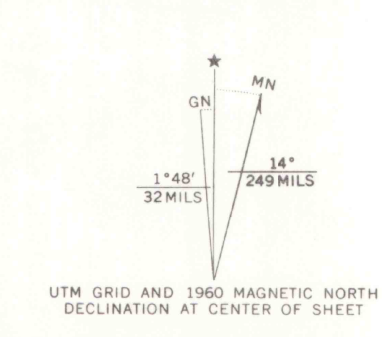 MN
GN
14°
249 MILS
1°48'
32 MILS
UTM GRID AND 1960 MAGNETIC NORTH
DECLINATION AT CENTER OF SHEET